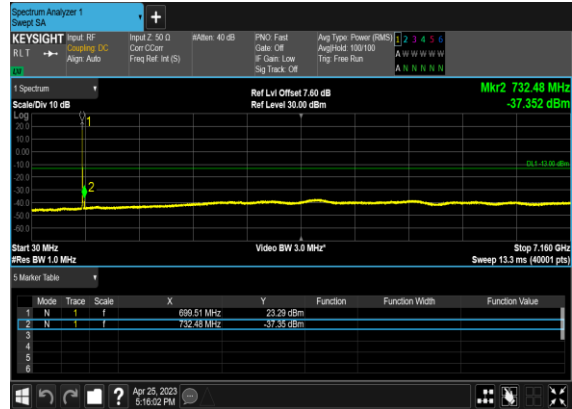 Spectrum Analyzer 1
Swept SA
+
KEYSIGHT Input: RF Input Z: 50 Ω #Atten: 40 dB PNO: Fast Avg Type: Power (RMS) 1 2 3 4 5 6
RLT Coupling: DC Corr CCorr Gate: Off Avg|Hold: 100/100 A W W W W W
Align: Auto Freq Ref: Int (S) IF Gain: Low Trig: Free Run
Sig Track: Off A N N N N N
LW
1 Spectrum Ref Lvl Offset 7.60 dB Mkr2 732.48 MHz
Scale/Div 10 dB Ref Level 30.00 dBm -37.352 dBm
Log
1
20.0
10.0
0.00
-10.0 DL1 -13.00 dBm
-20.0
-30.0 2
-40.0
-50.0
-60.0
Start 30 MHz Video BW 3.0 MHz* Stop 7.160 GHz
#Res BW 1.0 MHz Sweep 13.3 ms (40001 pts)
5 Marker Table
Mode Trace Scale X Y Function Function Width Function Value
1 N 1 f 699.51 MHz 23.29 dBm
2 N 1 f 732.48 MHz -37.35 dBm
3
4
5
6
? Apr 25, 2023
5:16:02 PM